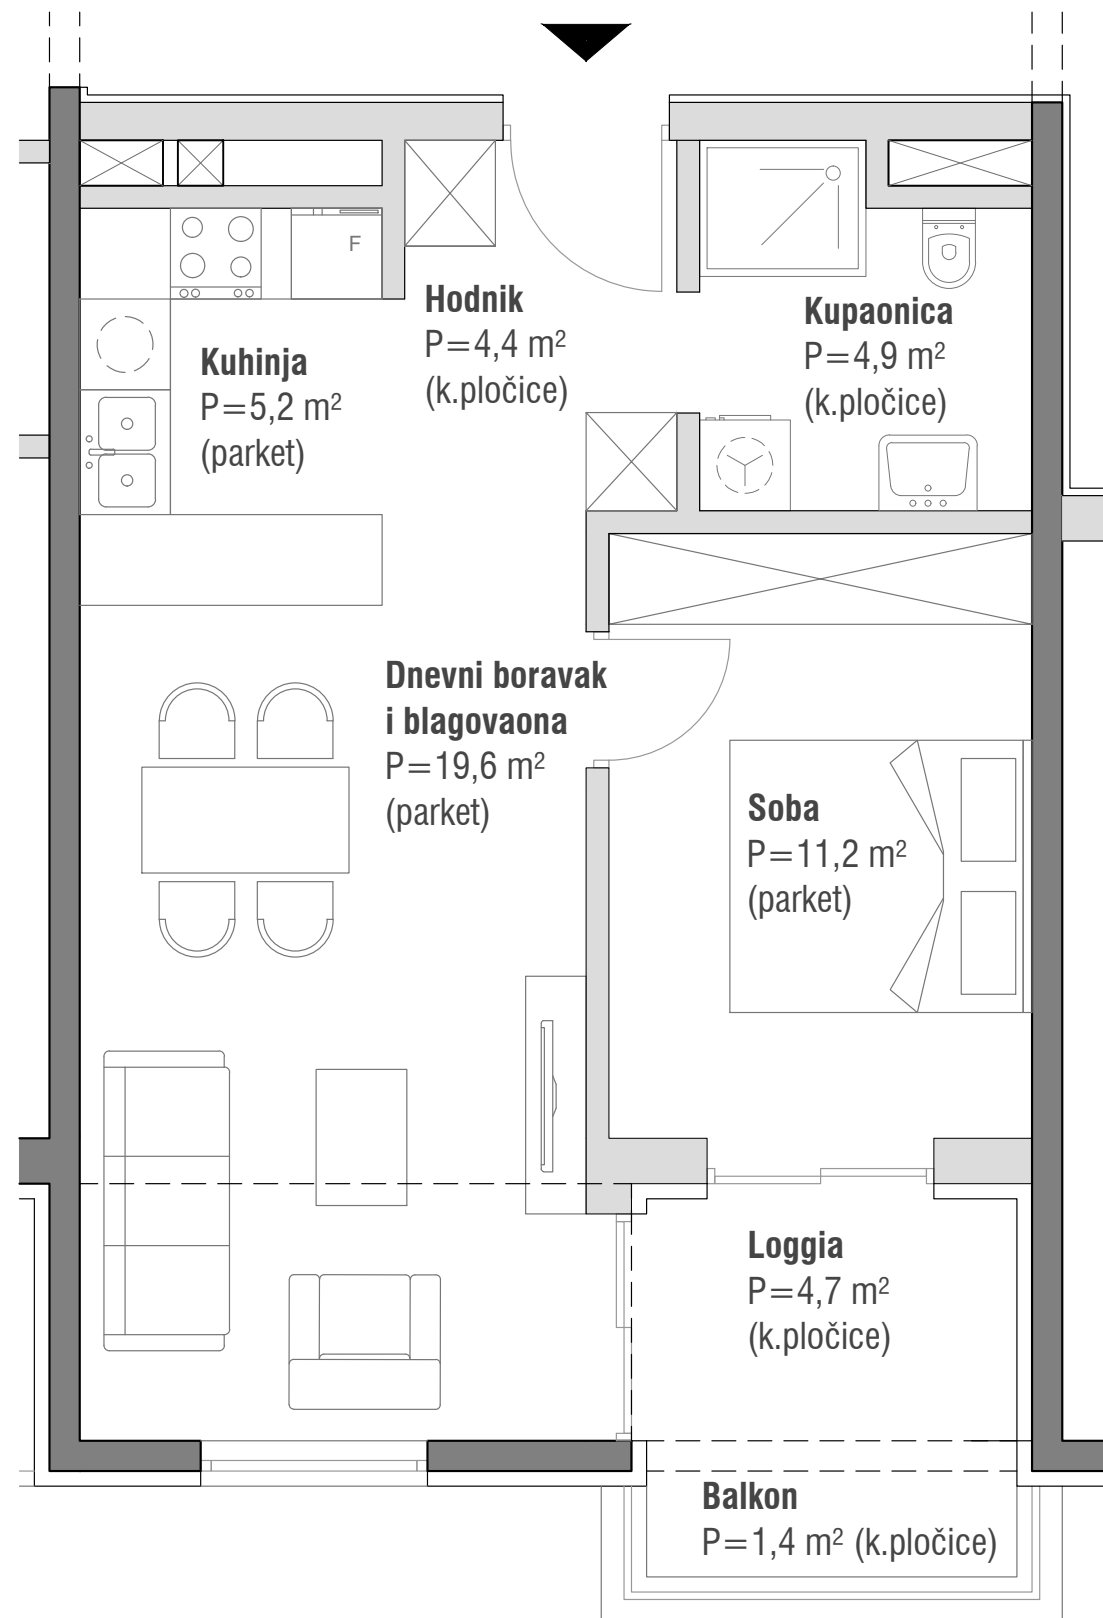 F
Hodnik
P=4,4 m²
(k.pločice)
Kupaonica
P=4,9 m²
(k.pločice)
Kuhinja
P=5,2 m²
(parket)
Dnevni boravak
i blagovaona
P=19,6 m²
(parket)
Soba
P=11,2 m²
(parket)
Loggia
P=4,7 m²
(k.pločice)
Balkon
P=1,4 m² (k.pločice)